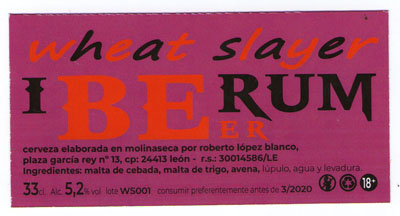 wheat slayer
IBERUM
BEER
cerveza elaborada en molinaseca por roberto lópez blanco,
plaza garcía rey nº 13, cp: 24413 león - r.s.: 30014586/LE
Ingredientes: malta de cebada, malta de trigo, avena, lúpulo, agua y levadura.
33cl. Alc. 5,2% vol lote WS001 consumir preferentemente antes de 3/2020 18+